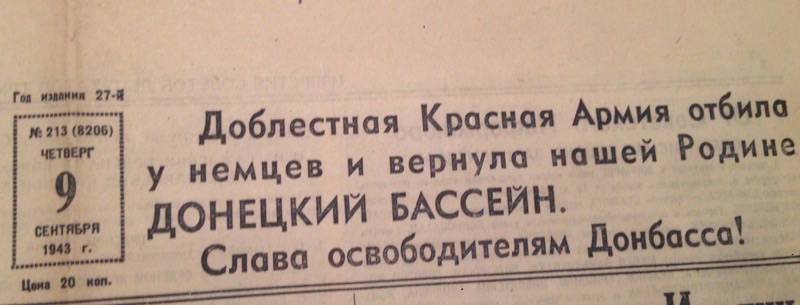 Год издания 27-й
№ 213 (8206)
ЧЕТВЕРГ
9
СЕНТЯБРЯ
1943 г.
Цена 20 коп.
Доблестная Красная Армия отбила
у немцев и вернула нашей Родине
ДОНЕЦКИЙ БАССЕЙН.
Слава освободителям Донбасса!